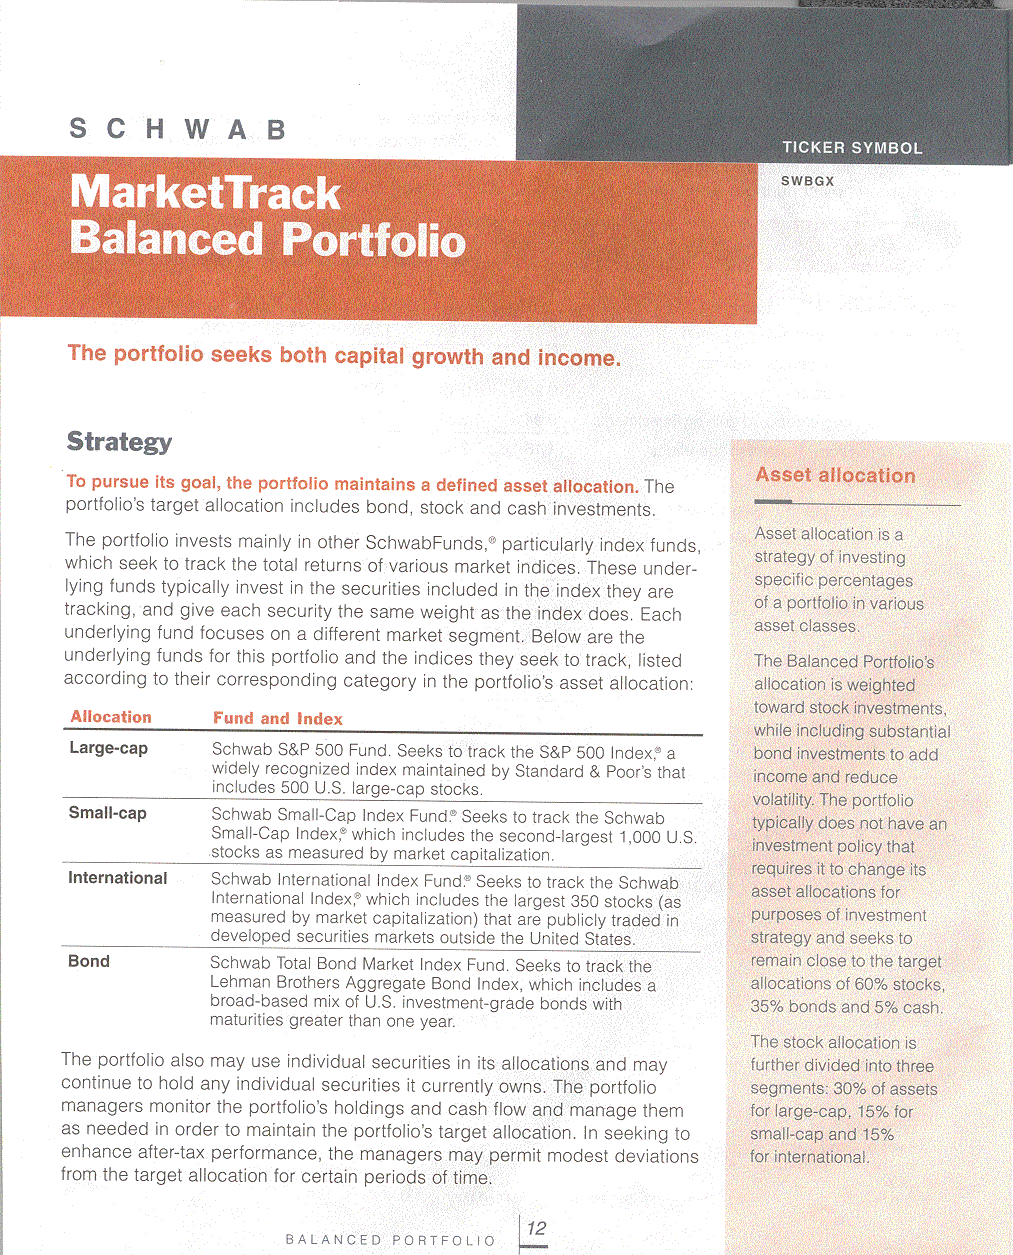 SCHWAB
TICKER SYMBOL
SWBGX
MarketTrack
Balanced Portfolio
The portfolio seeks both capital growth and income.
Strategy
To pursue its goal, the portfolio maintains a defined asset allocation. The
portfolio's target allocation includes bond, stock and cash investments.
The portfolio invests mainly in other SchwabFunds,® particularly index funds,
which seek to track the total returns of various market indices. These under-
lying funds typically invest in the securities included in the index they are
tracking, and give each security the same weight as the index does. Each
underlying fund focuses on a different market segment. Below are the
underlying funds for this portfolio and the indices they seek to track, listed
according to their corresponding category in the portfolio's asset allocation:
Allocation Fund and Index
Large-cap Schwab S&P 500 Fund. Seeks to track the S&P 500 Index,® a
widely recognized index maintained by Standard & Poor's that
includes 500 U.S. large-cap stocks.
Small-cap Schwab Small-Cap Index Fund.® Seeks to track the Schwab
Small-Cap Index,® which includes the second-largest 1,000 U.S.
stocks as measured by market capitalization.
International Schwab International Index Fund.® Seeks to track the Schwab
International Index,® which includes the largest 350 stocks (as
measured by market capitalization) that are publicly traded in
developed securities markets outside the United States.
Bond Schwab Total Bond Market Index Fund. Seeks to track the
Lehman Brothers Aggregate Bond Index, which includes a
broad-based mix of U.S. investment-grade bonds with
maturities greater than one year.
The portfolio also may use individual securities in its allocations and may
continue to hold any individual securities it currently owns. The portfolio
managers monitor the portfolio's holdings and cash flow and manage them
as needed in order to maintain the portfolio's target allocation. In seeking to
enhance after-tax performance, the managers may permit modest deviations
from the target allocation for certain periods of time.
Asset allocation
Asset allocation is a
strategy of investing
specific percentages
of a portfolio in various
asset classes.
The Balanced Portfolio's
allocation is weighted
toward stock investments,
while including substantial
bond investments to add
income and reduce
volatility. The portfolio
typically does not have an
investment policy that
requires it to change its
asset allocations for
purposes of investment
strategy and seeks to
remain close to the target
allocations of 60% stocks,
35% bonds and 5% cash.
The stock allocation is
further divided into three
segments: 30% of assets
for large-cap, 15% for
small-cap and 15%
for international.
BALANCED PORTFOLIO 12